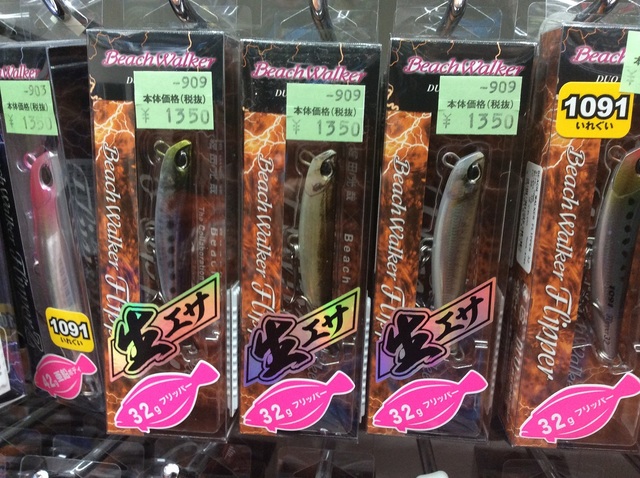 Walker
-903
本体価格(税抜)
¥ 1350
1091
いれぐい
Beach Walker
DUO
-909
本体価格(税抜)
¥ 1350
Beach Walker Flipper
生エサ
32g フリッパー
Beach Walker
DUO
-909
本体価格(税抜)
¥ 1350
Beach
Beach Walker Flipper
生エサ
32g フリッパー
Beach Walker
DUO
-909
本体価格(税抜)
¥ 1350
Beach Walker Flipper
生エサ
32g フリッパー
Beach
DUO
本
¥
1091
いれぐい
Beach Walker Flipper
32g フリッパー